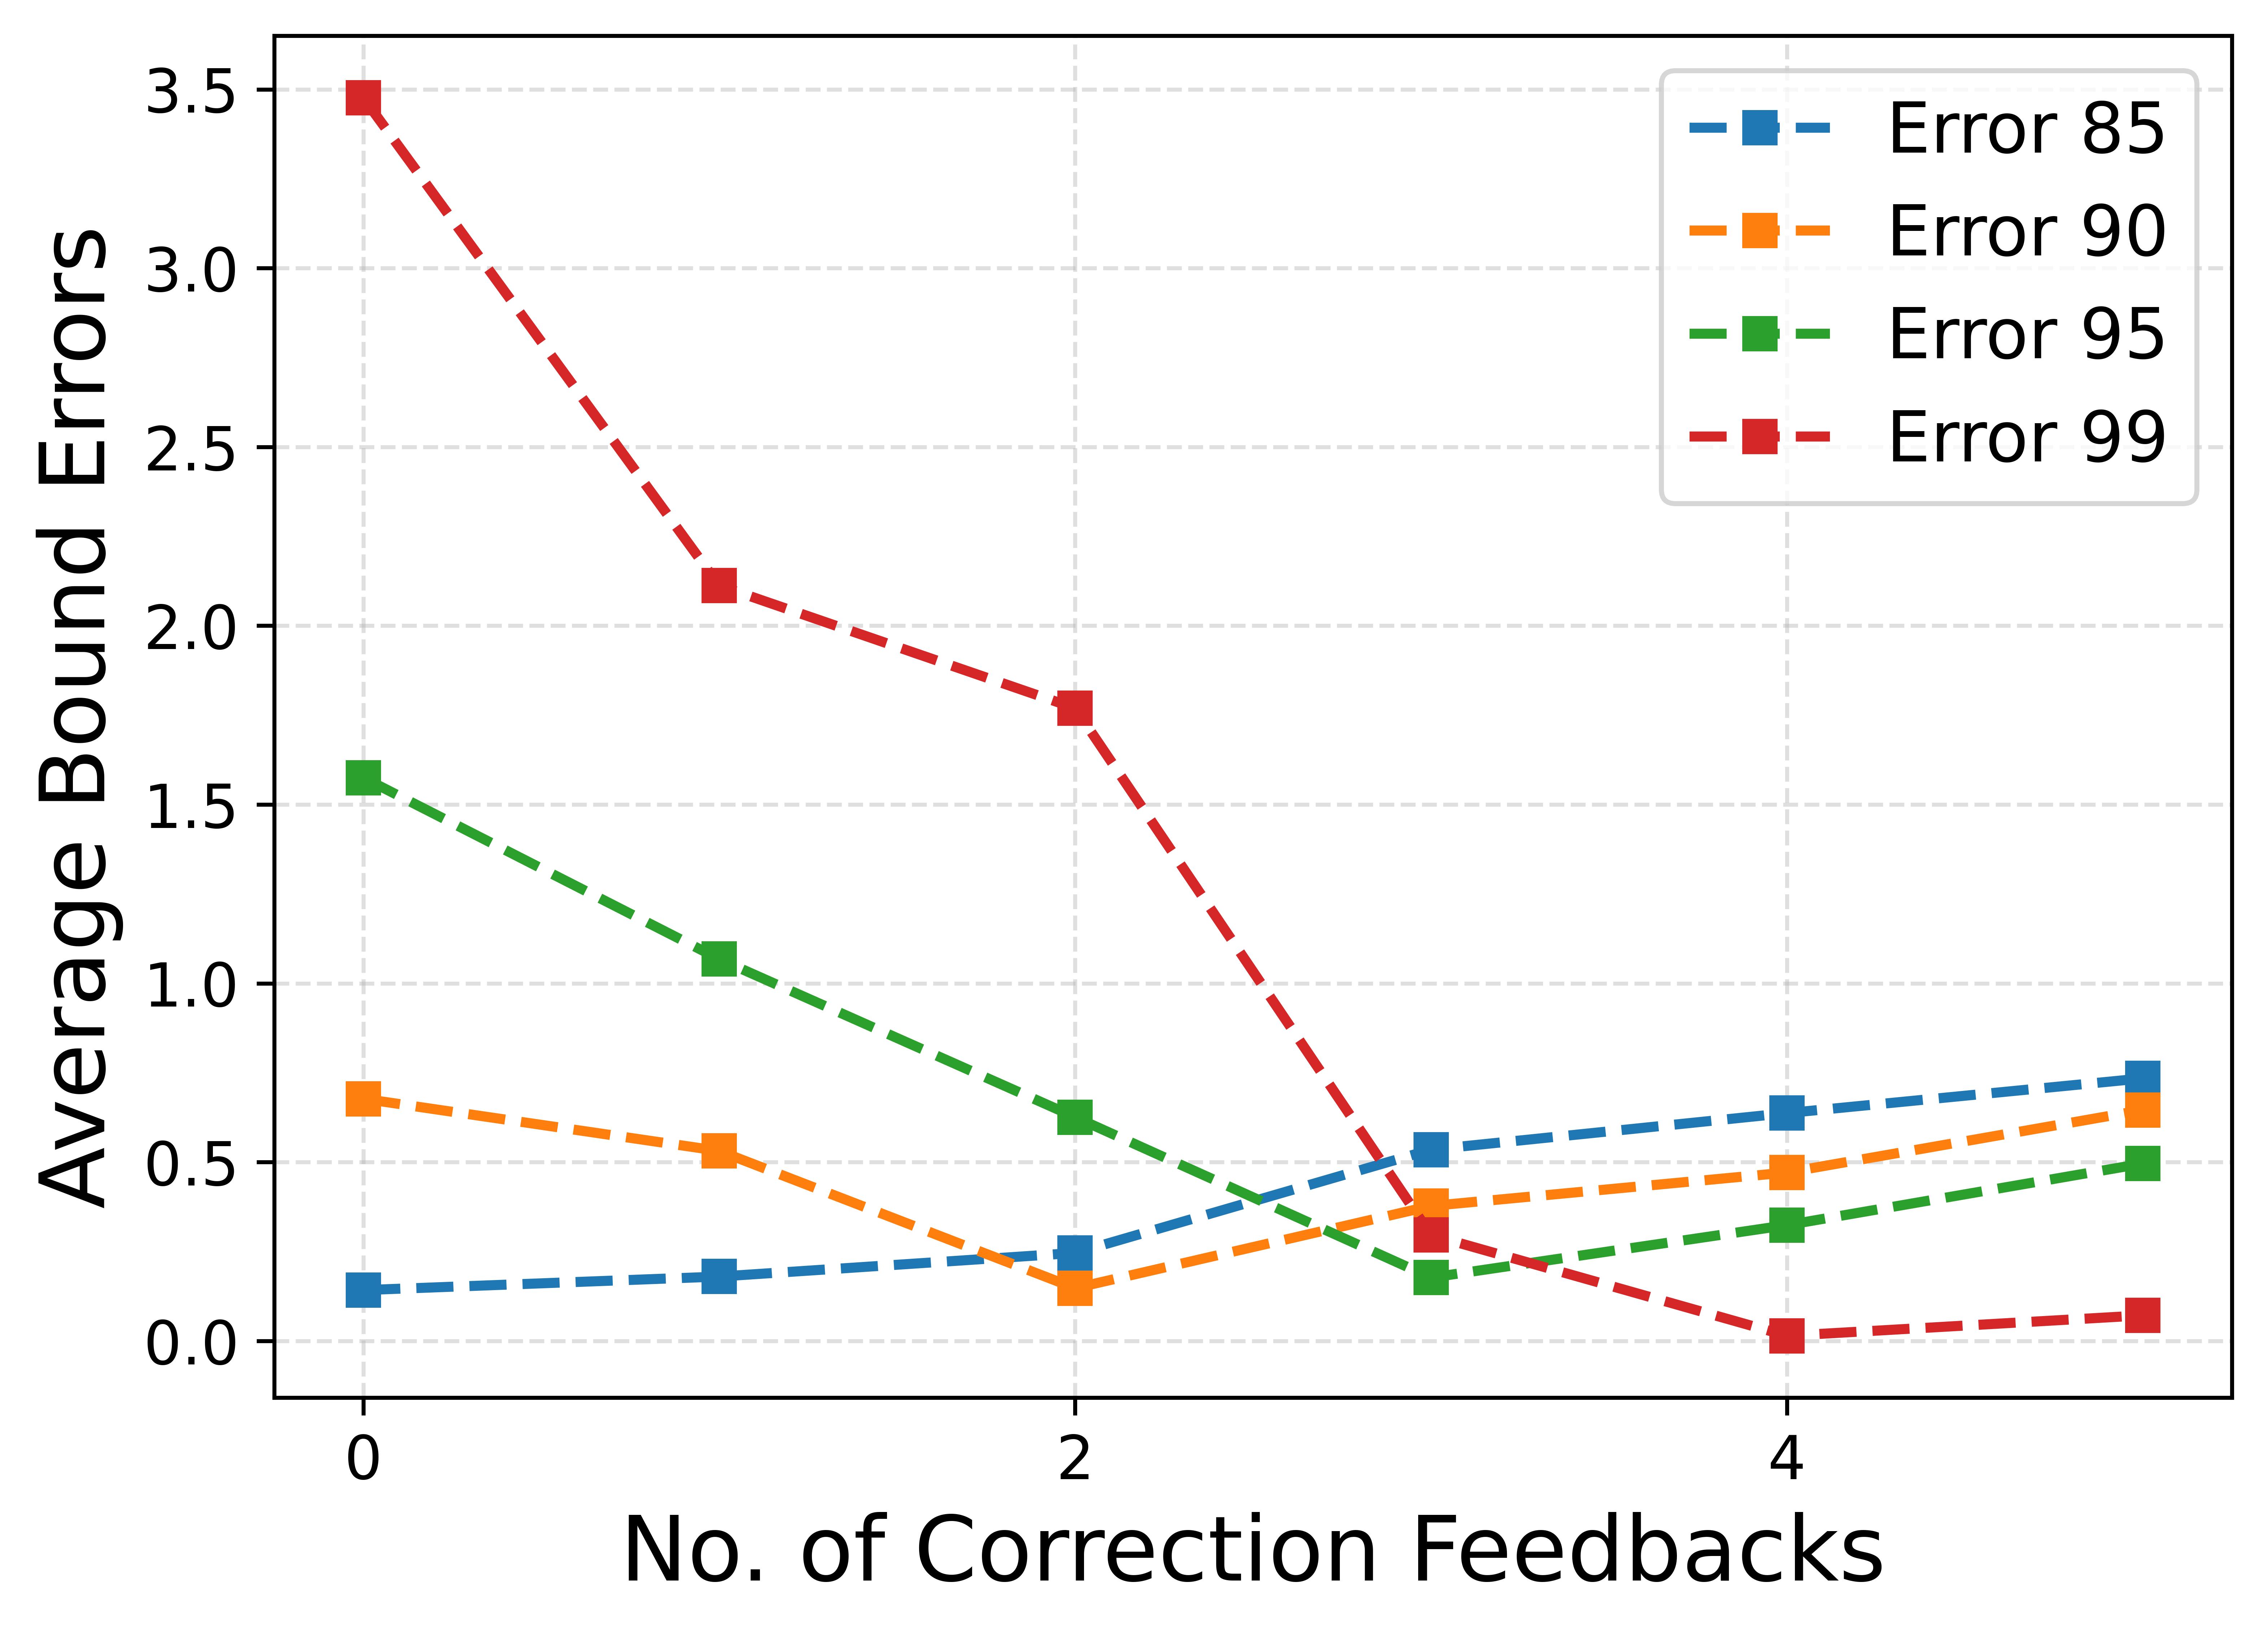 3.5
3.0
2.5
2.0
1.5
1.0
0.5
0.0
Average Bound Errors
Error 85
Error 90
Error 95
Error 99
0 2 4
No. of Correction Feedbacks